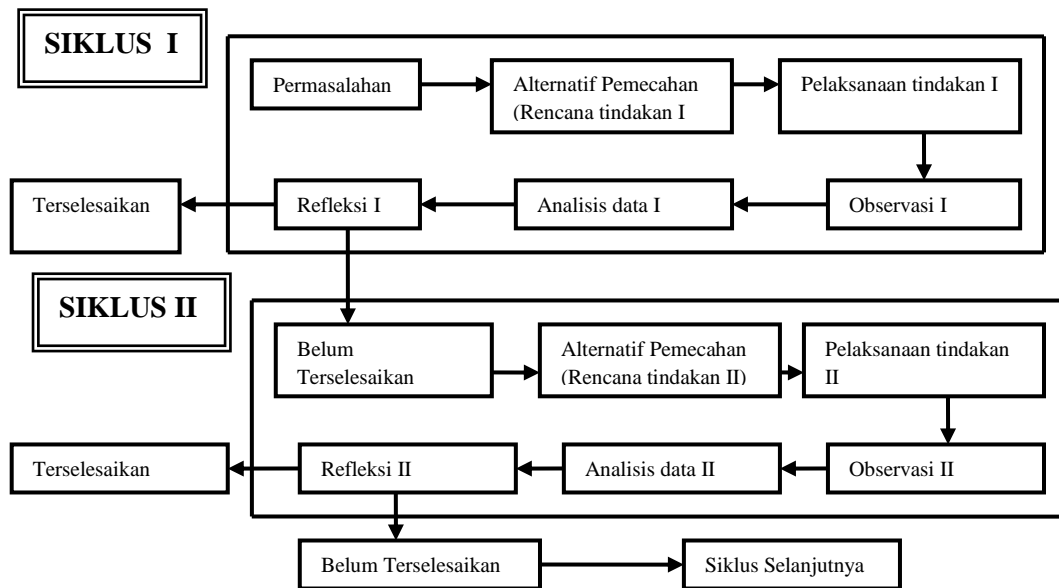 SIKLUS I
Permasalahan
Alternatif Pemecahan
(Rencana tindakan I
Pelaksanaan tindakan I
Terselesaikan
Refleksi I
Analisis data I
Observasi I
SIKLUS II
Belum
Terselesaikan
Alternatif Pemecahan
(Rencana tindakan II)
Pelaksanaan tindakan
II
Terselesaikan
Refleksi II
Analisis data II
Observasi II
Belum Terselesaikan
Siklus Selanjutnya